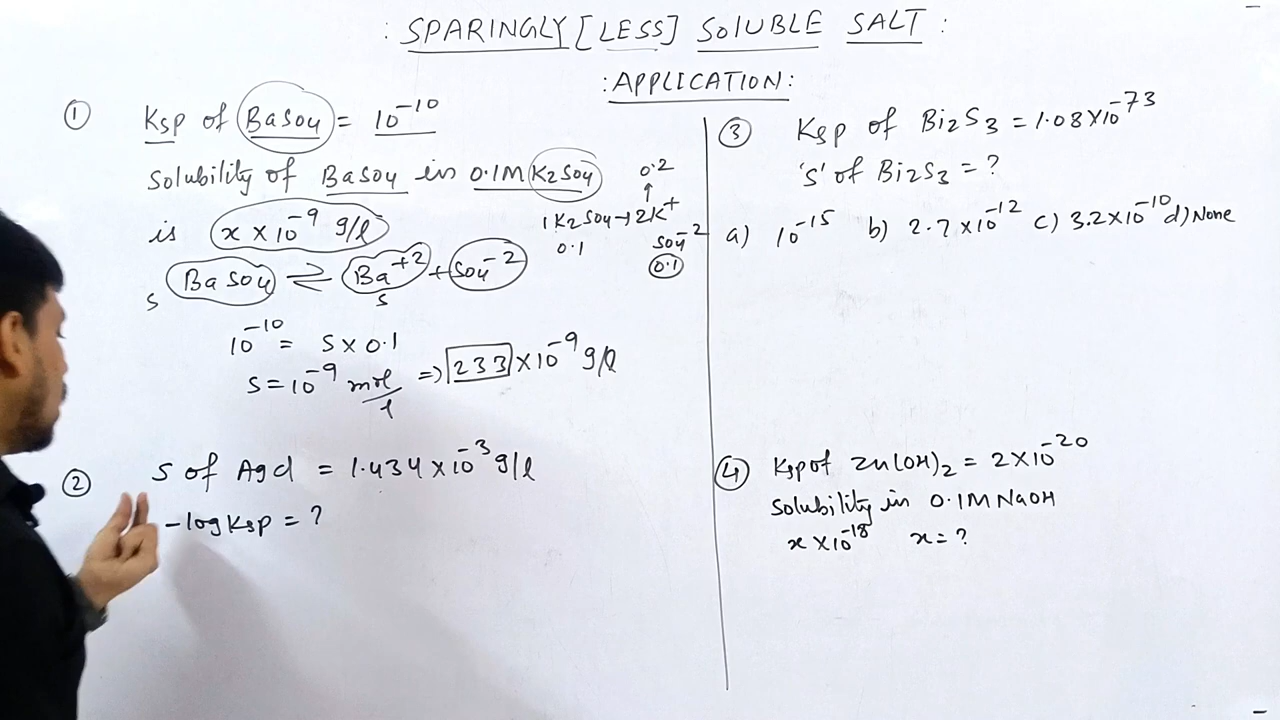 : SPARINGLY [LESS] SOLUBLE SALT :
: APPLICATION :
① Ksp of BaSO4 = 10⁻¹⁰
Solubility of BaSO4 in 0.1M K2SO4
is x × 10⁻⁹ g/l
0.2
↑
1K2SO4 → 2K⁺
0.1 SO4⁻²
0.1
BaSO4 ⇌ Ba⁺² + SO4⁻²
s s
10⁻¹⁰ = S × 0.1
S = 10⁻⁹ mol/l ⇒ 233 × 10⁻⁹ g/l
② S of AgCl = 1.434 × 10⁻³ g/l
-log Ksp = ?
③ Ksp of Bi2S3 = 1.08 × 10⁻⁷³
'S' of Bi2S3 = ?
a) 10⁻¹⁵ b) 2.7 × 10⁻¹² c) 3.2 × 10⁻¹⁰ d) None
④ Ksp of Zn(OH)2 = 2 × 10⁻²⁰
Solubility in 0.1M NaOH
x × 10⁻¹⁸ x = ?